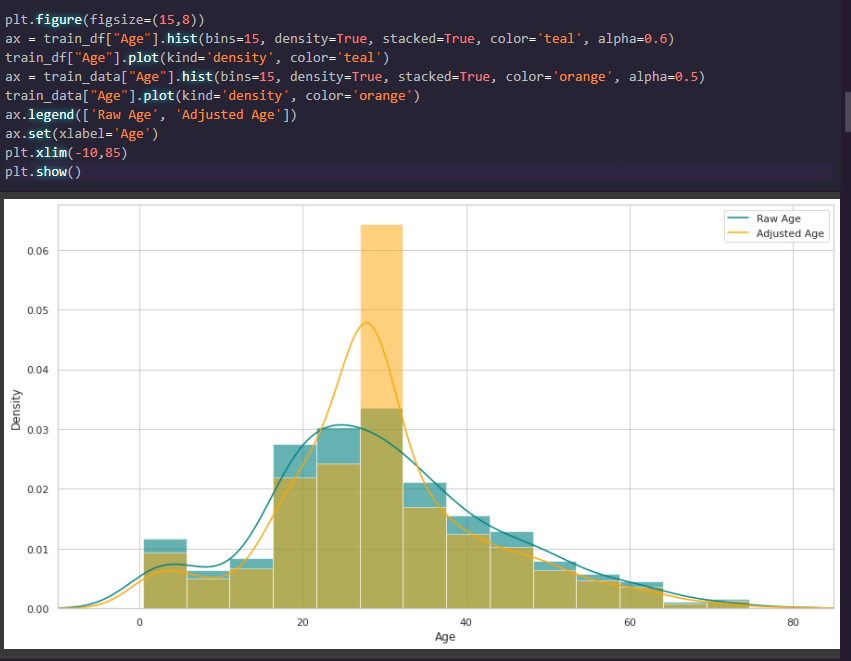 plt.figure(figsize=(15,8))
ax = train_df["Age"].hist(bins=15, density=True, stacked=True, color='teal', alpha=0.6)
train_df["Age"].plot(kind='density', color='teal')
ax = train_data["Age"].hist(bins=15, density=True, stacked=True, color='orange', alpha=0.5)
train_data["Age"].plot(kind='density', color='orange')
ax.legend(['Raw Age', 'Adjusted Age'])
ax.set(xlabel='Age')
plt.xlim(-10,85)
plt.show()
Raw Age
Adjusted Age
0.06
0.05
0.04
0.03
0.02
0.01
0.00
Density
0 20 40 60 80
Age